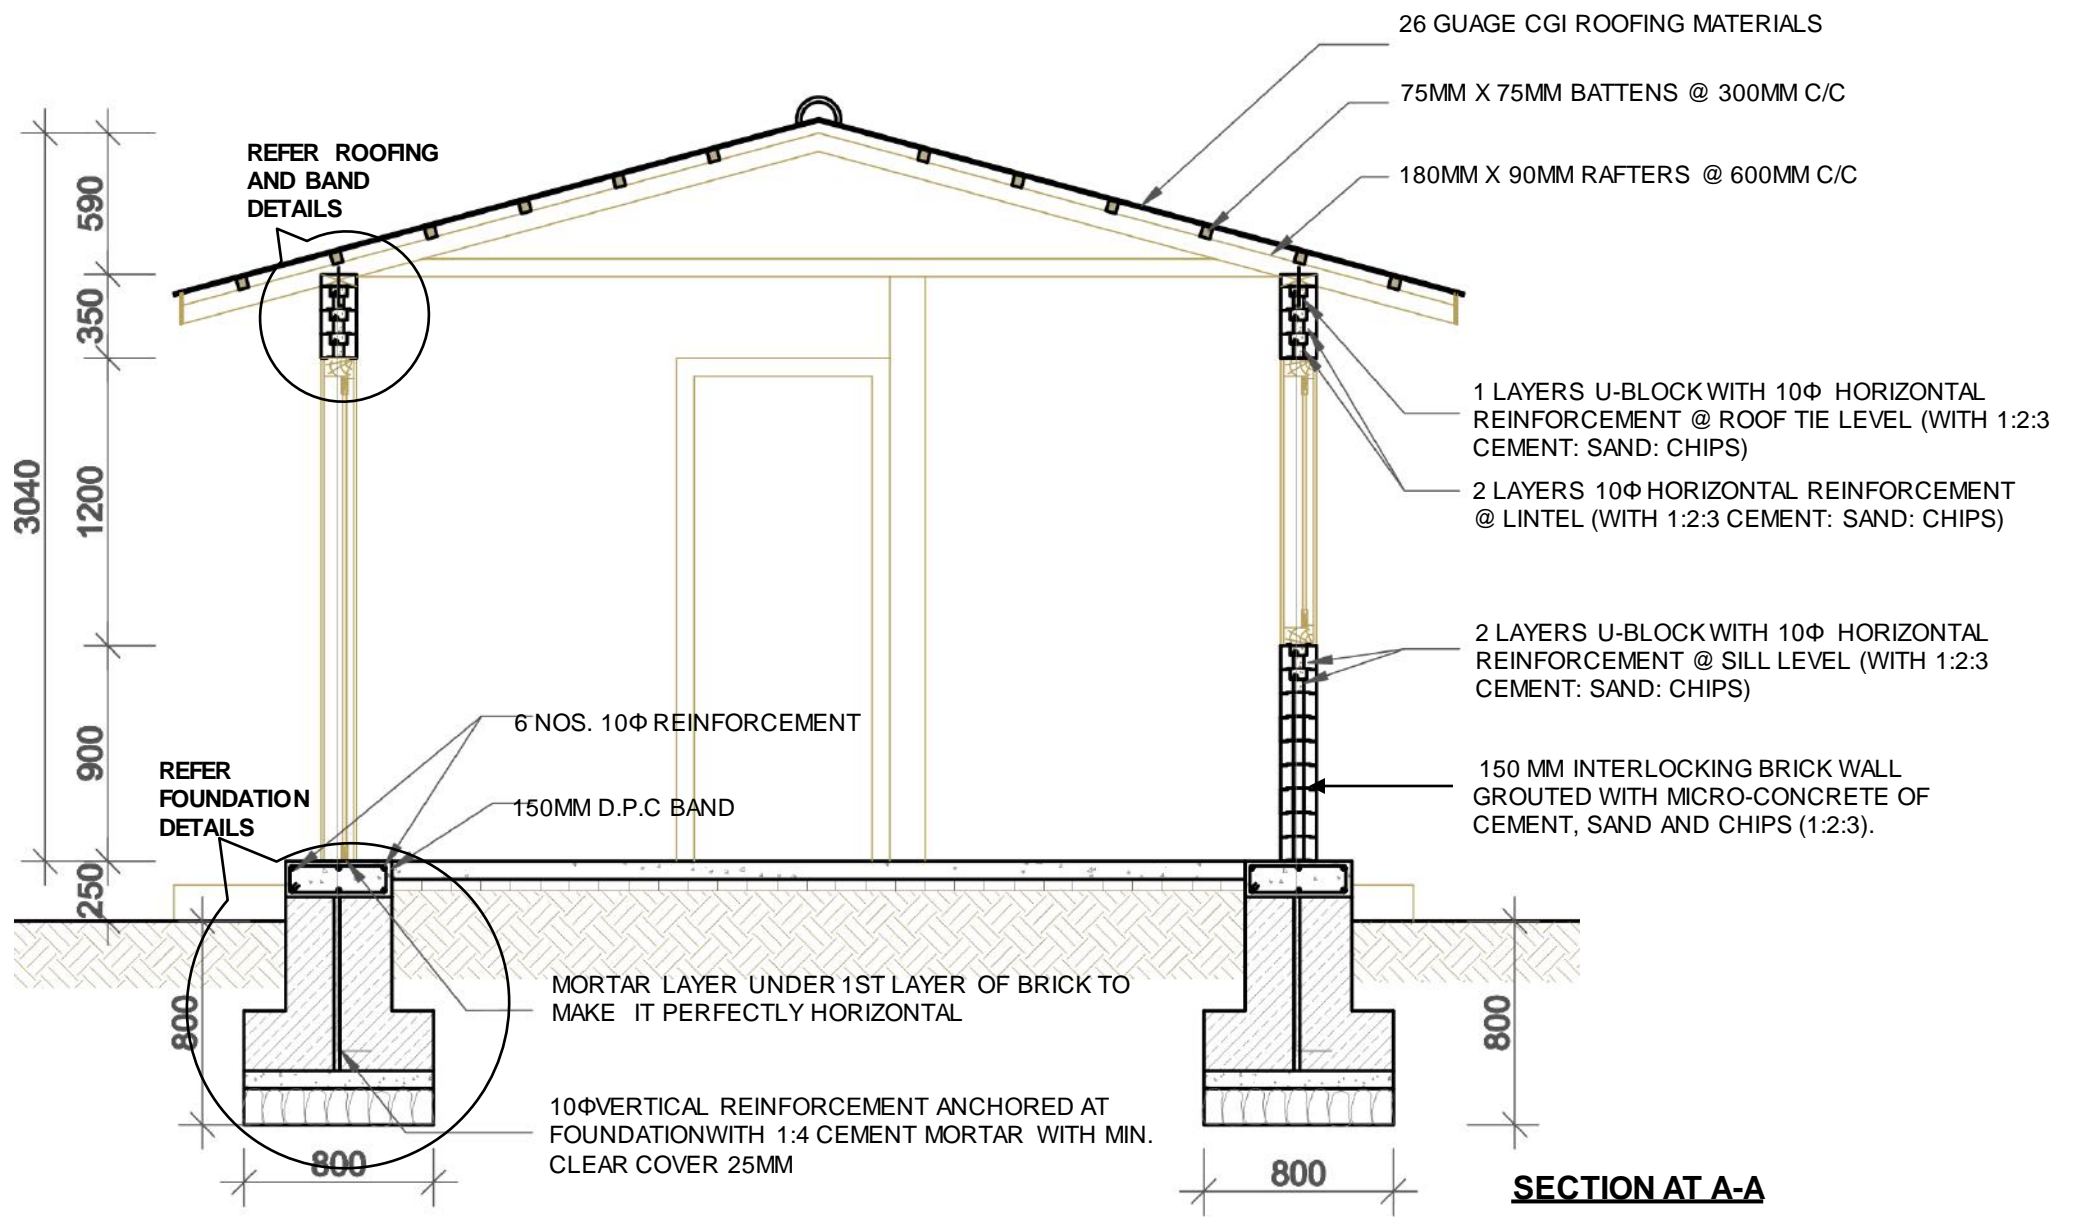 26 GUAGE CGI ROOFING MATERIALS
75MM X 75MM BATTENS @ 300MM C/C
180MM X 90MM RAFTERS @ 600MM C/C
REFER ROOFING
AND BAND
DETAILS
590
350
1200
3040
900
250
1 LAYERS U-BLOCK WITH 10Φ HORIZONTAL
REINFORCEMENT @ ROOF TIE LEVEL (WITH 1:2:3
CEMENT: SAND: CHIPS)
2 LAYERS 10Φ HORIZONTAL REINFORCEMENT
@ LINTEL (WITH 1:2:3 CEMENT: SAND: CHIPS)
2 LAYERS U-BLOCK WITH 10Φ HORIZONTAL
REINFORCEMENT @ SILL LEVEL (WITH 1:2:3
CEMENT: SAND: CHIPS)
6 NOS. 10Φ REINFORCEMENT
150MM D.P.C BAND
REFER
FOUNDATION
DETAILS
150 MM INTERLOCKING BRICK WALL
GROUTED WITH MICRO-CONCRETE OF
CEMENT, SAND AND CHIPS (1:2:3).
MORTAR LAYER UNDER 1ST LAYER OF BRICK TO
MAKE IT PERFECTLY HORIZONTAL
800
800
10ΦVERTICAL REINFORCEMENT ANCHORED AT
FOUNDATIONWITH 1:4 CEMENT MORTAR WITH MIN.
CLEAR COVER 25MM
800
800
SECTION AT A-A